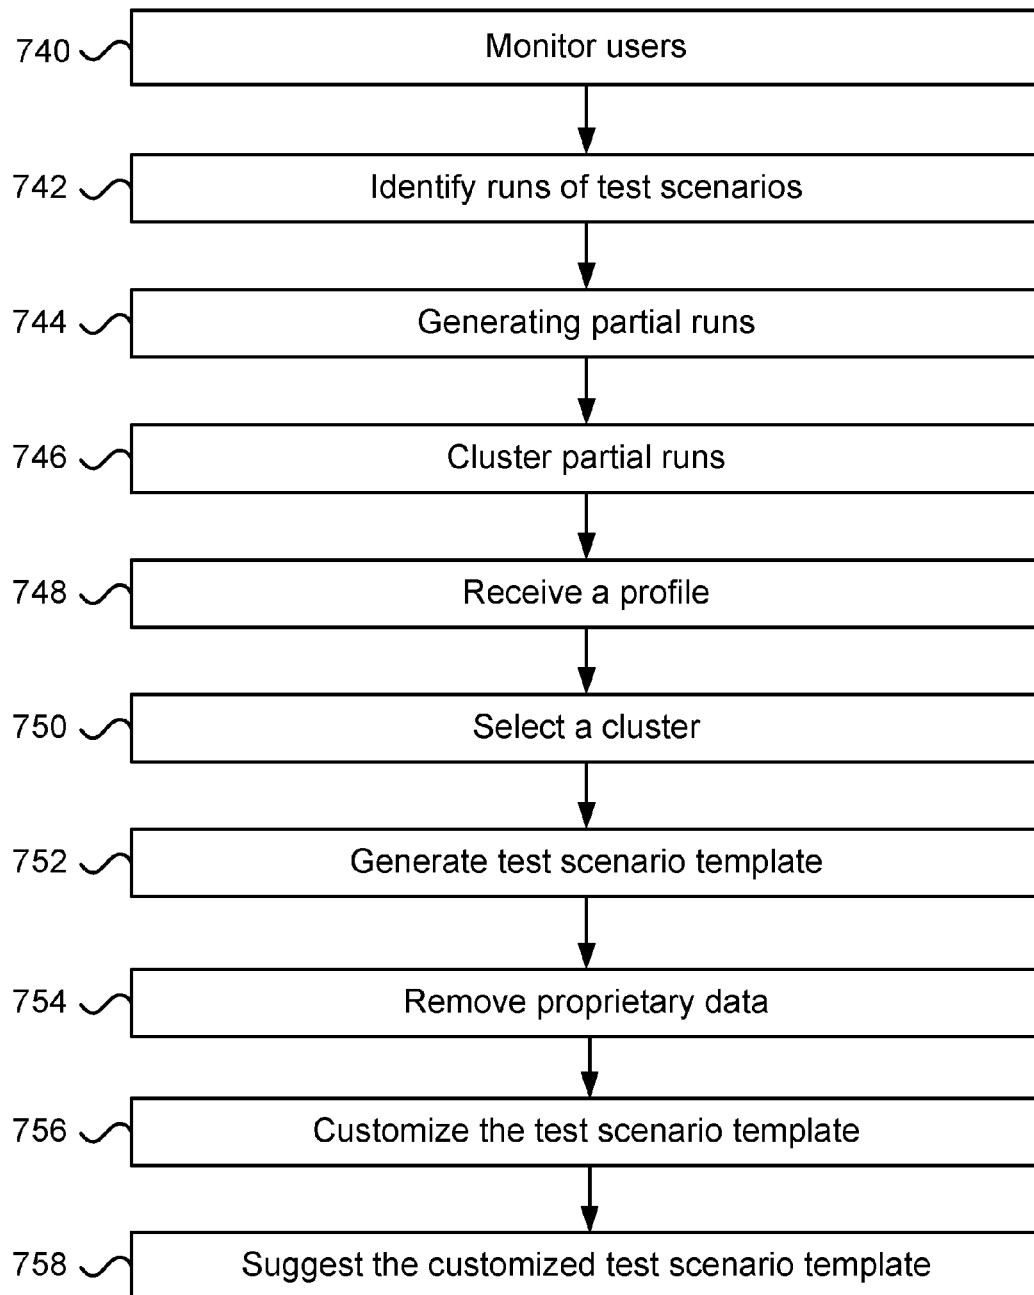 740 Monitor users
742 Identify runs of test scenarios
744 Generating partial runs
746 Cluster partial runs
748 Receive a profile
750 Select a cluster
752 Generate test scenario template
754 Remove proprietary data
756 Customize the test scenario template
758 Suggest the customized test scenario template